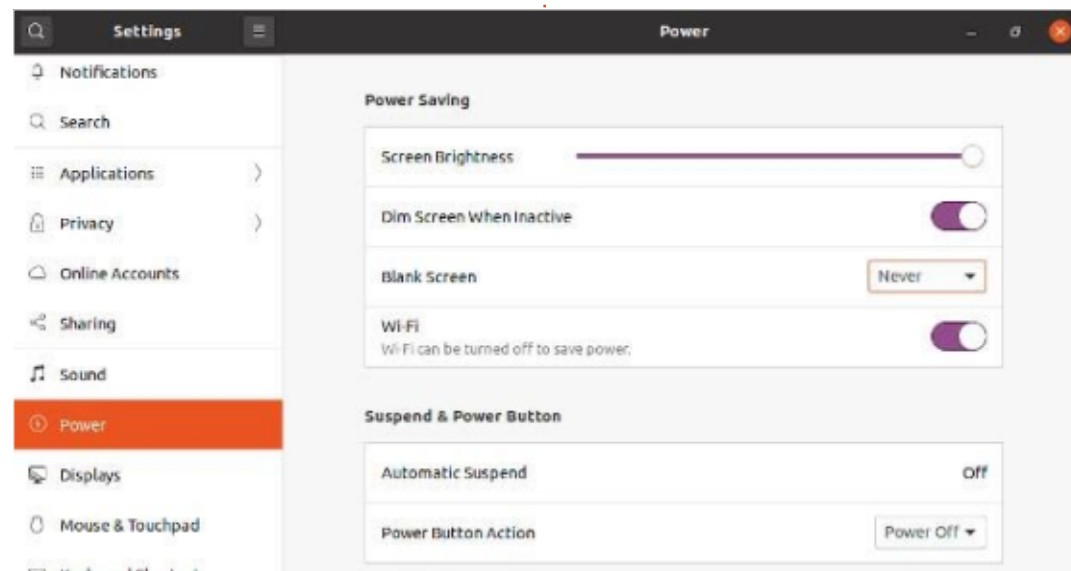 Settings
Power
Notifications
Search
Applications
Privacy
Online Accounts
Sharing
Sound
Power
Displays
Mouse & Touchpad
Power Saving
Screen Brightness
Dim Screen When Inactive
Blank Screen
Never
Wi-Fi
Wi-Fi can be turned off to save power.
Suspend & Power Button
Automatic Suspend
Off
Power Button Action
Power Off